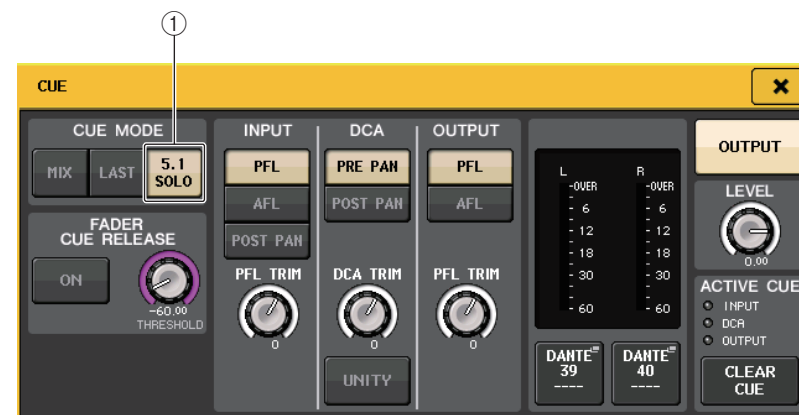 1
CUE
CUE MODE
MIX
LAST
5.1
SOLO
FADER
CUE RELEASE
ON
-60.00
THRESHOLD
INPUT
PFL
AFL
POST PAN
PFL TRIM
0
DCA
PRE PAN
POST PAN
DCA TRIM
0
UNITY
OUTPUT
PFL
AFL
PFL TRIM
0
L R
-OVER -OVER
6 6
12 12
18 18
30 30
60 60
DANTE
39
----
DANTE
40
----
OUTPUT
LEVEL
0.00
ACTIVE CUE
INPUT
DCA
OUTPUT
CLEAR
CUE